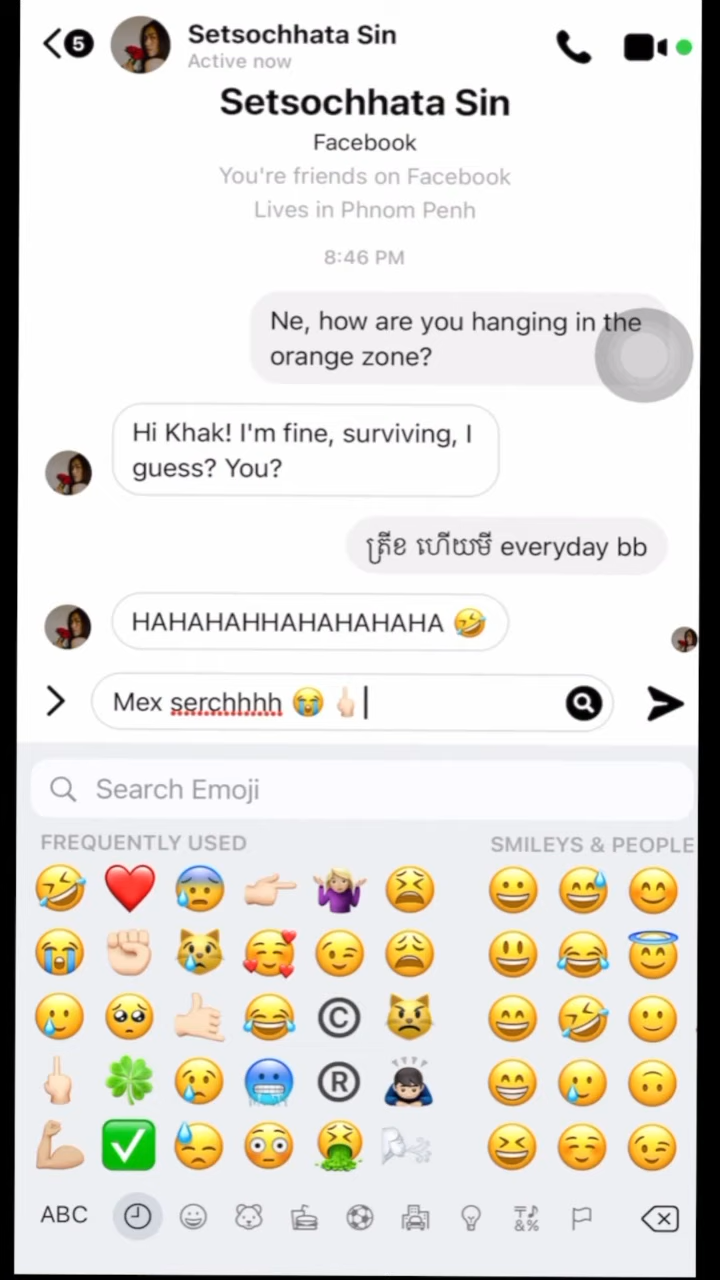 5
Setsochhata Sin
Active now
Setsochhata Sin
Facebook
You're friends on Facebook
Lives in Phnom Penh
8:46 PM
Ne, how are you hanging in the
orange zone?
Hi Khak! I'm fine, surviving, I
guess? You?
ត្រីខ ហើយមី everyday bb
HAHAHAHHAHAHAHAHA 🤣
Mex serchhhh 😭 🖕🏻
Search Emoji
FREQUENTLY USED
SMILEYS & PEOPLE
ABC